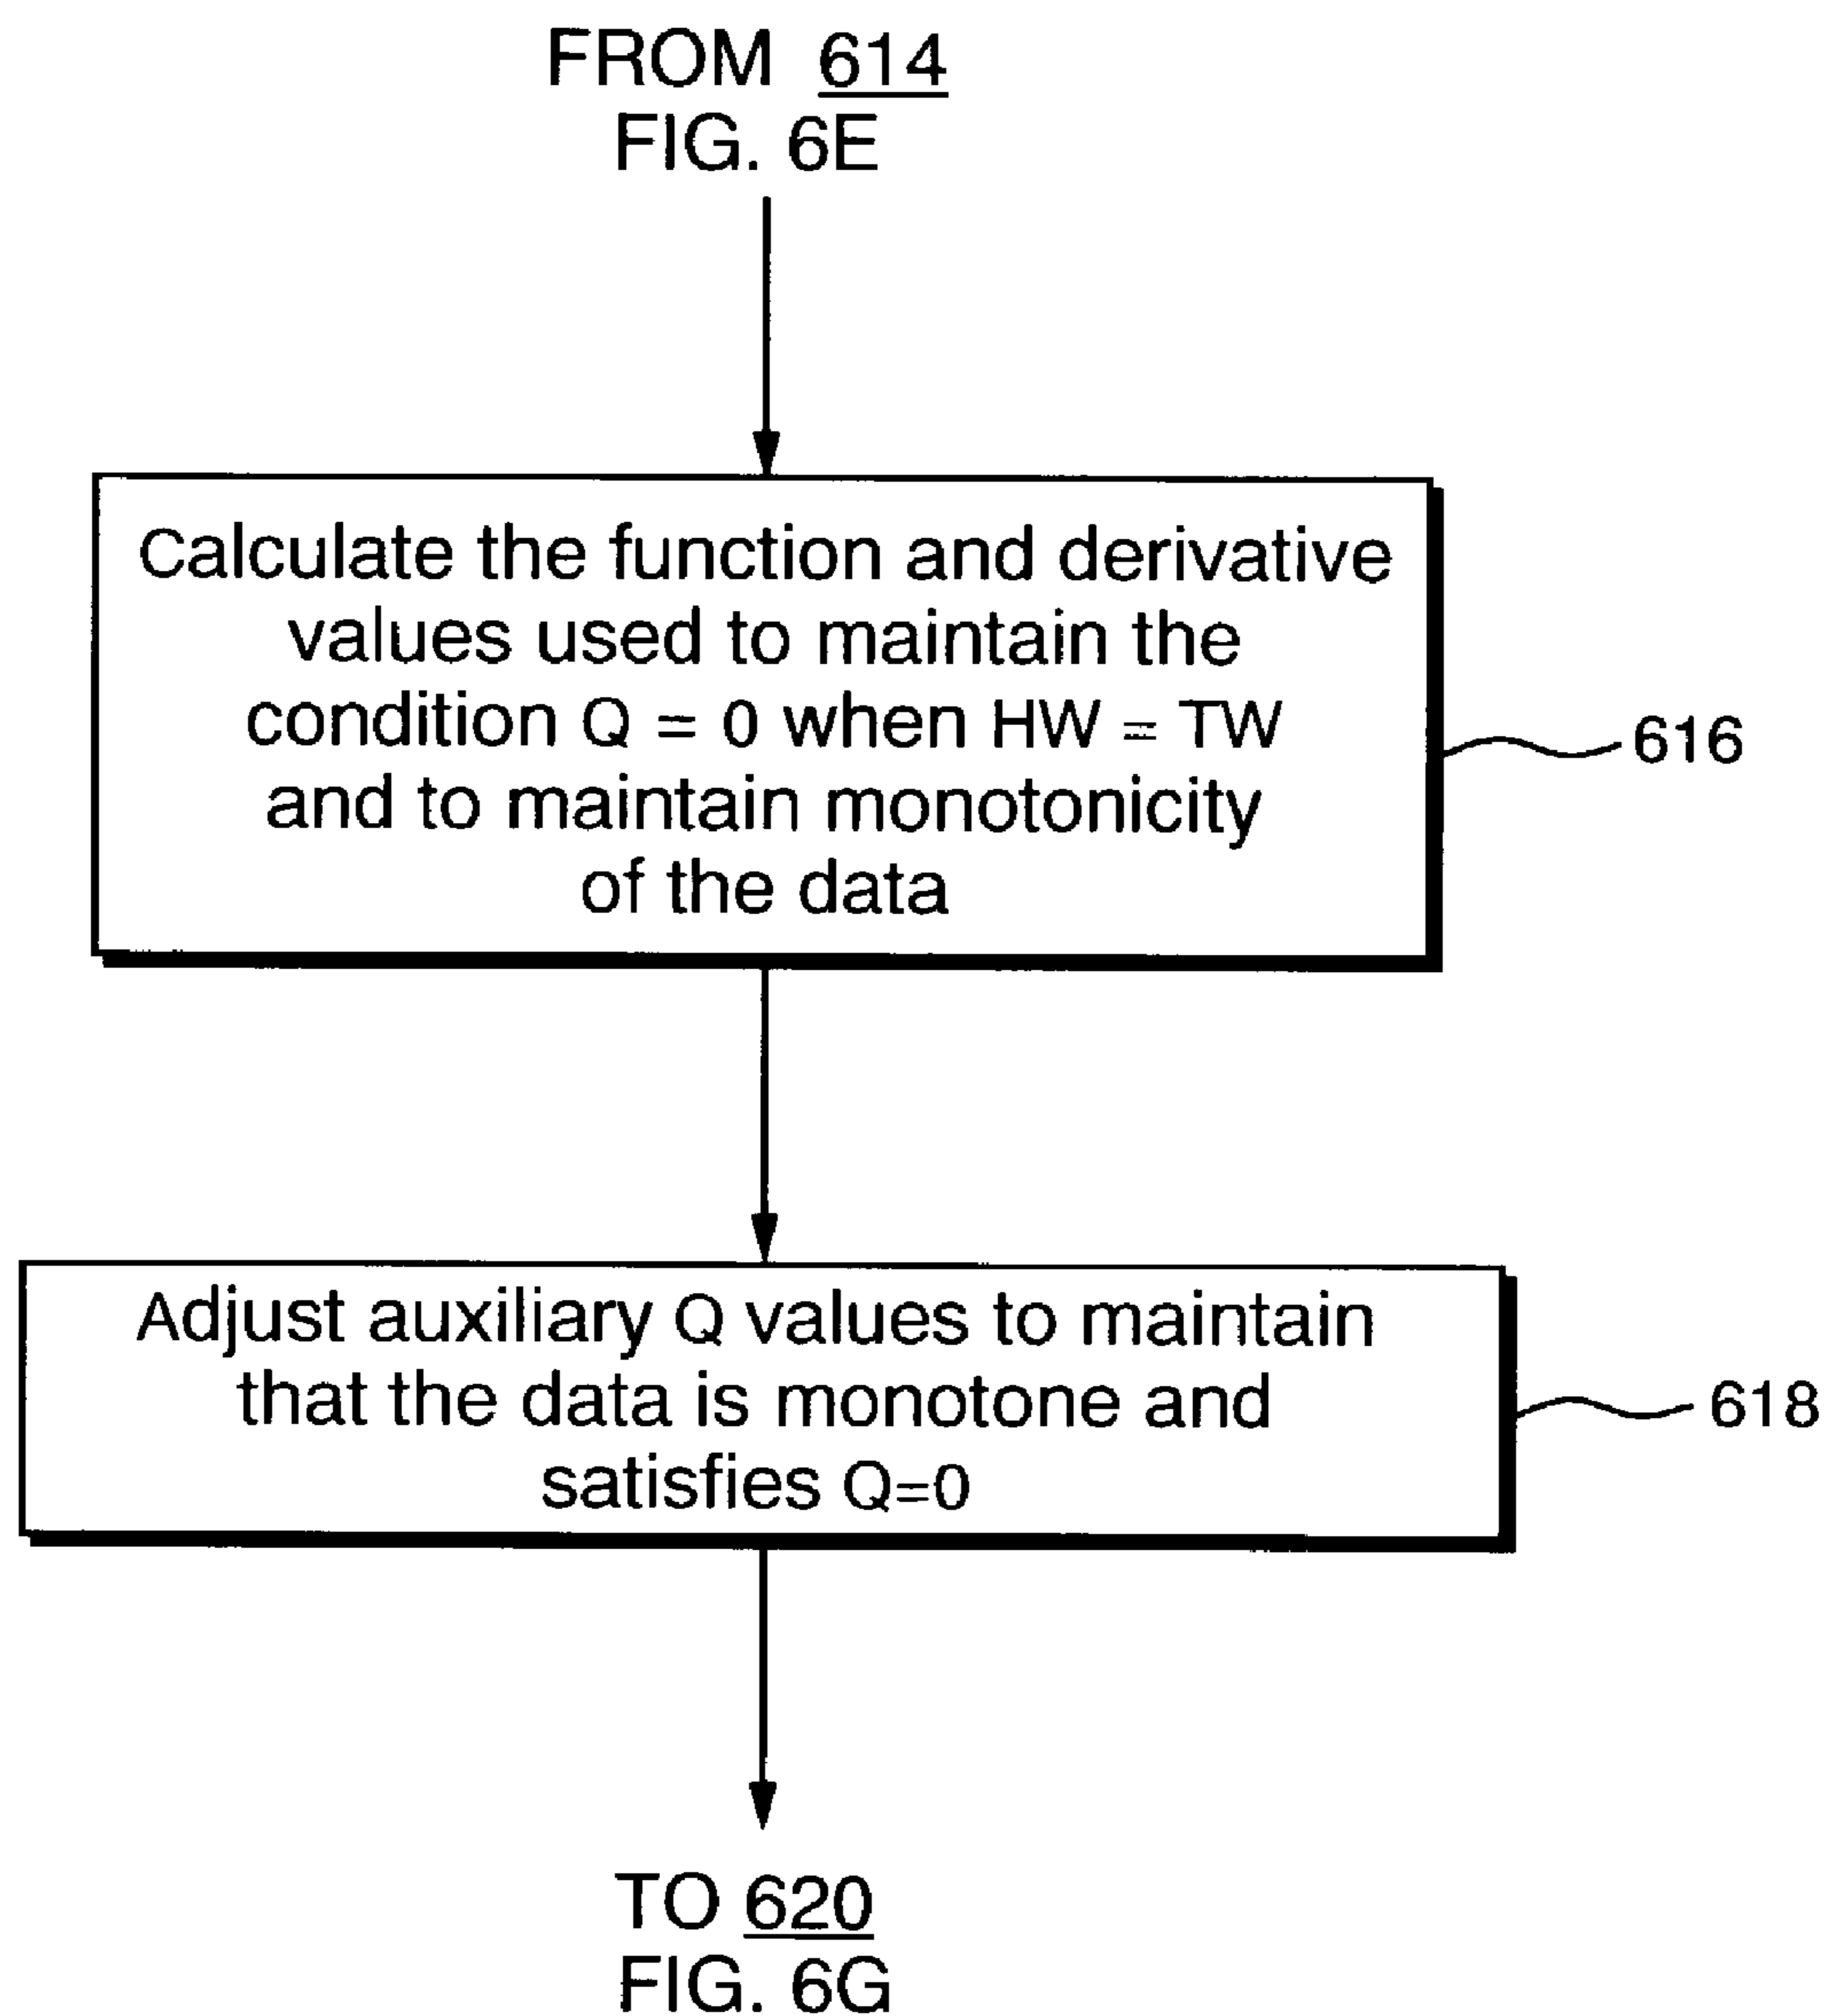 FROM 614
FIG. 6E
Calculate the function and derivative
values used to maintain the
condition Q = 0 when HW = TW
and to maintain monotonicity
of the data
616
Adjust auxiliary Q values to maintain
that the data is monotone and
satisfies Q=0
618
TO 620
FIG. 6G